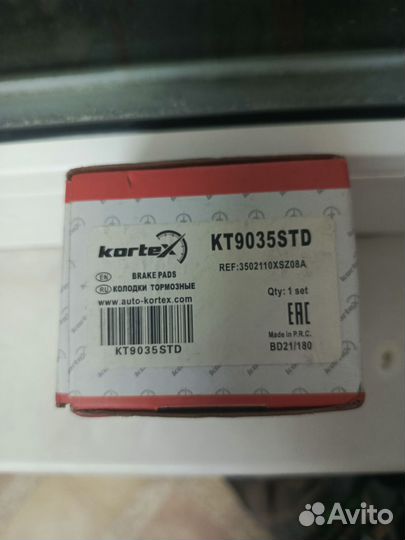 kortex
KT9035STD
REF:3502110XSZ08A
EN BRAKE PADS
RU КОЛОДКИ ТОРМОЗНЫЕ
www.auto-kortex.com
Qty: 1 set
EAC
Made in P.R.C.
BD21/180
KT9035STD
Avito